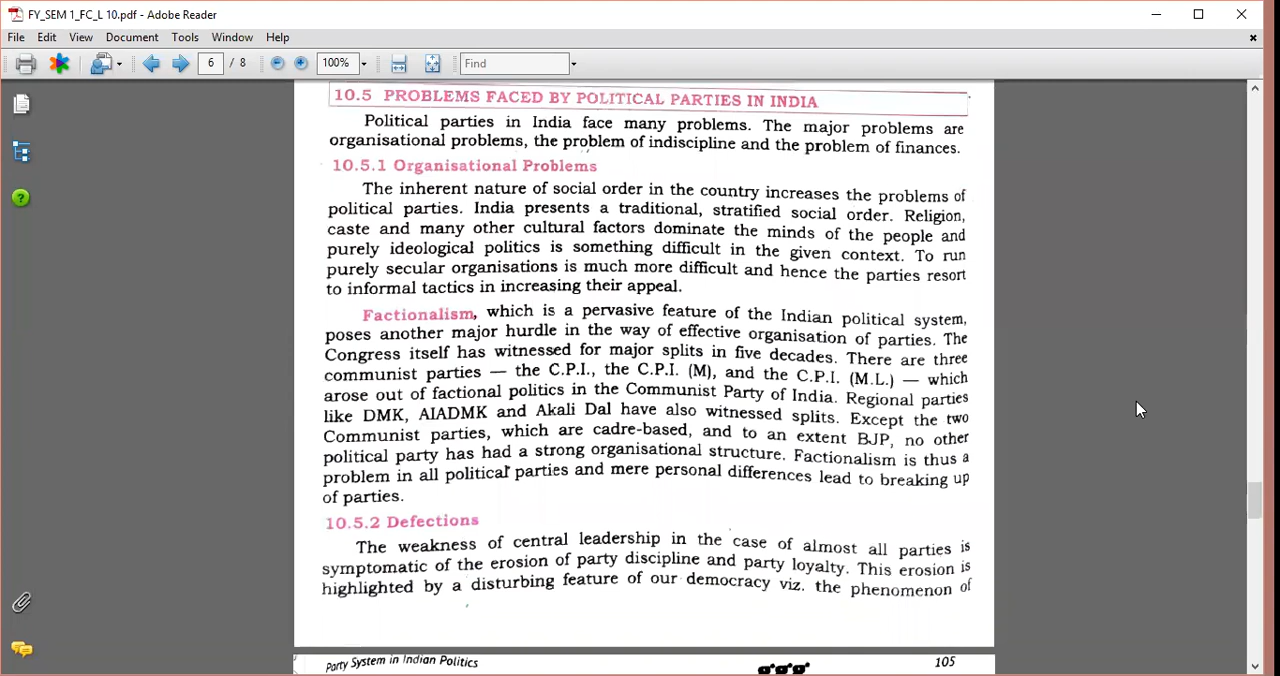 FY_SEM 1_FC_L 10.pdf - Adobe Reader
File Edit View Document Tools Window Help
6 / 8 100% Find
10.5 PROBLEMS FACED BY POLITICAL PARTIES IN INDIA
Political parties in India face many problems. The major problems are
organisational problems, the problem of indiscipline and the problem of finances.
10.5.1 Organisational Problems
The inherent nature of social order in the country increases the problems of
political parties. India presents a traditional, stratified social order. Religion,
caste and many other cultural factors dominate the minds of the people and
purely ideological politics is something difficult in the given context. To run
purely secular organisations is much more difficult and hence the parties resort
to informal tactics in increasing their appeal.
Factionalism, which is a pervasive feature of the Indian political system,
poses another major hurdle in the way of effective organisation of parties. The
Congress itself has witnessed for major splits in five decades. There are three
communist parties — the C.P.I., the C.P.I. (M), and the C.P.I. (M.L.) — which
arose out of factional politics in the Communist Party of India. Regional parties
like DMK, AIADMK and Akali Dal have also witnessed splits. Except the two
Communist parties, which are cadre-based, and to an extent BJP, no other
political party has had a strong organisational structure. Factionalism is thus a
problem in all political parties and mere personal differences lead to breaking up
of parties.
10.5.2 Defections
The weakness of central leadership in the case of almost all parties is
symptomatic of the erosion of party discipline and party loyalty. This erosion is
highlighted by a disturbing feature of our democracy viz. the phenomenon of
Party System in Indian Politics 105